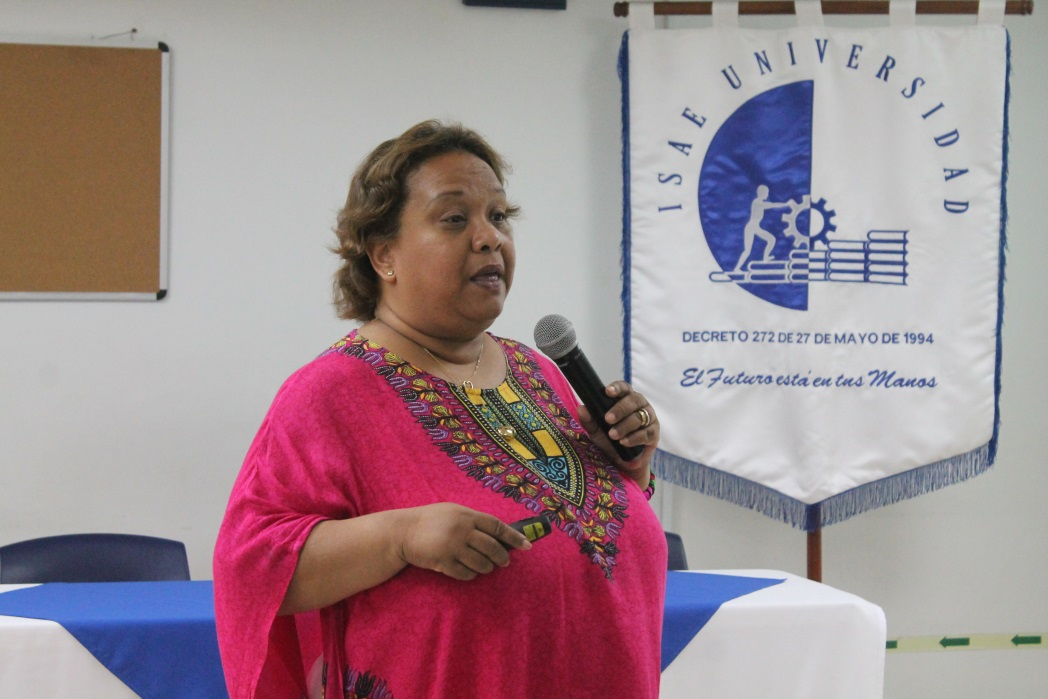 ISAE UNIVERSIDAD
DECRETO 272 DE 27 DE MAYO DE 1994
El Futuro está en tus Manos